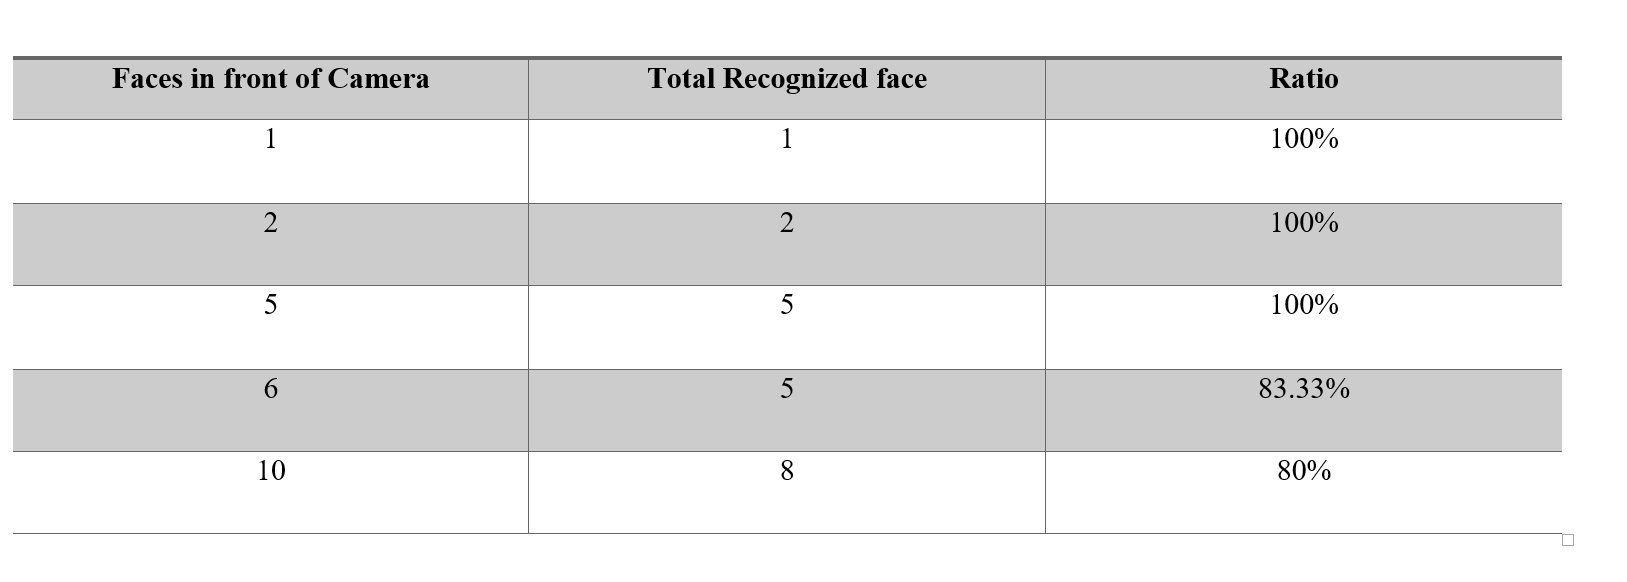 Faces in front of Camera Total Recognized face Ratio
1 1 100%
2 2 100%
5 5 100%
6 5 83.33%
10 8 80%